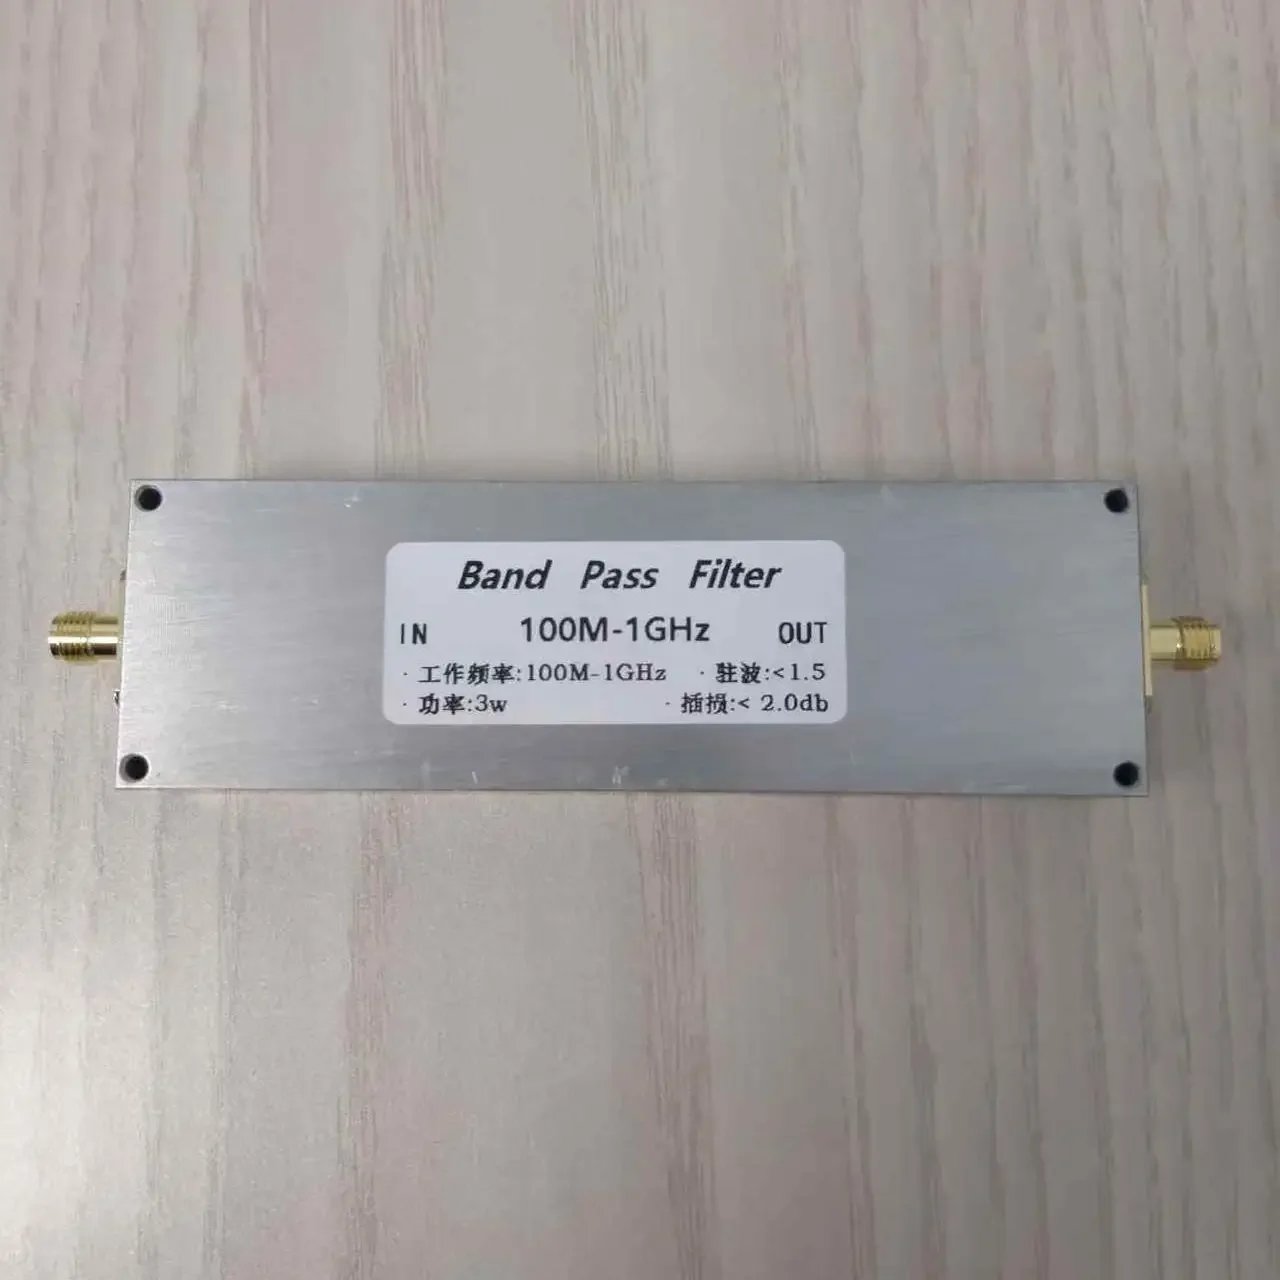 Band Pass Filter
IN 100M-1GHz OUT
· 工作频率:100M-1GHz · 驻波:<1.5
· 功率:3w · 插损:< 2.0db